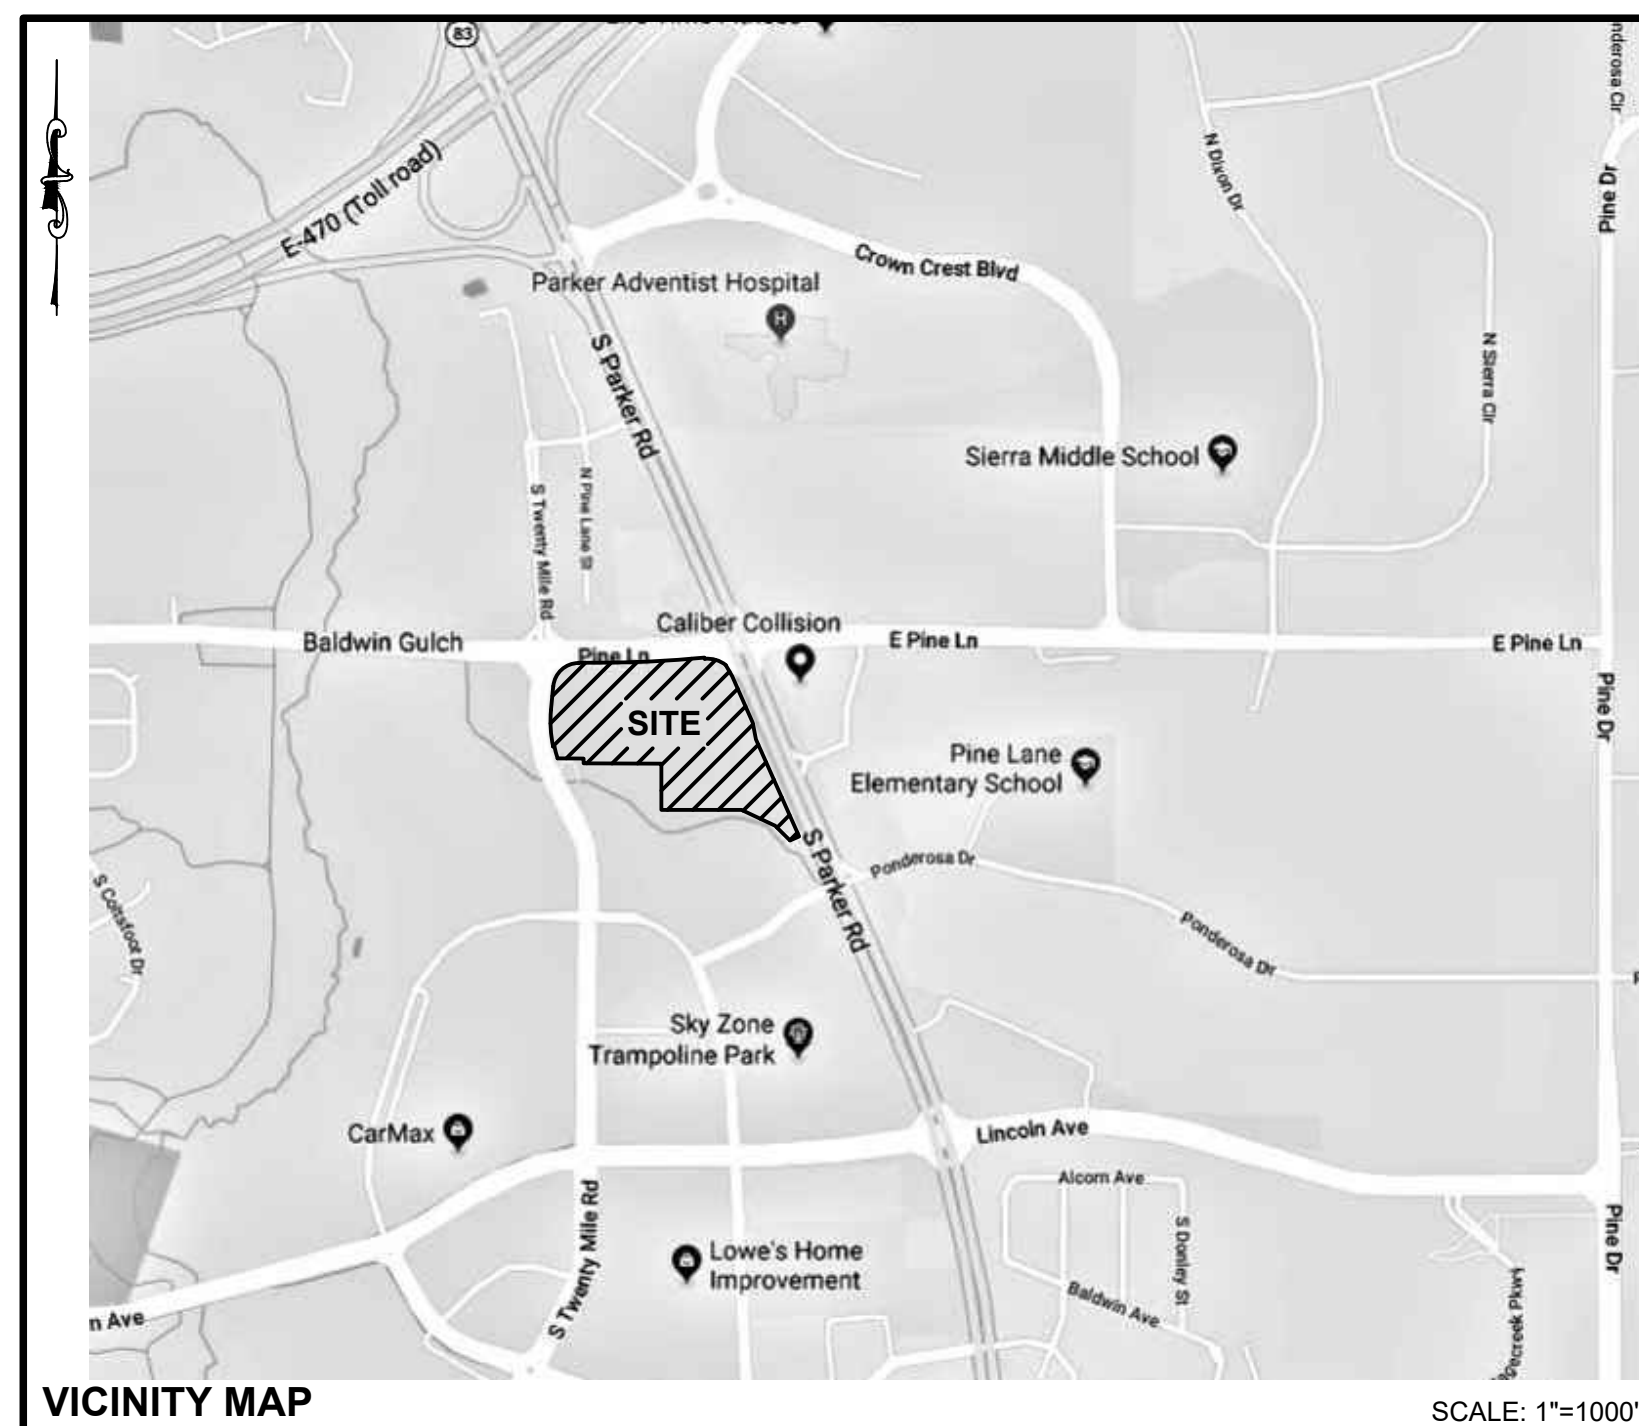 83
E-470 (Toll road)
Crown Crest Blvd
Parker Adventist Hospital
H
S Parker Rd
N Dixon Dr
Pine Dr
N Sierra Cir
Sierra Middle School
S Twenty Mile Rd
N Pine Lane St
Caliber Collision
Baldwin Gulch
Pine Ln
E Pine Ln
E Pine Ln
SITE
Pine Dr
Pine Lane
Elementary School
S Parker Rd
Ponderosa Dr
Ponderosa Dr
S Coltsfoot Dr
Sky Zone
Trampoline Park
CarMax
Lincoln Ave
Alcorn Ave
S Twenty Mile Rd
S Donley St
Pine Dr
Lowe's Home
Improvement
Baldwin Ave
n Ave
VICINITY MAP
SCALE: 1"=1000'